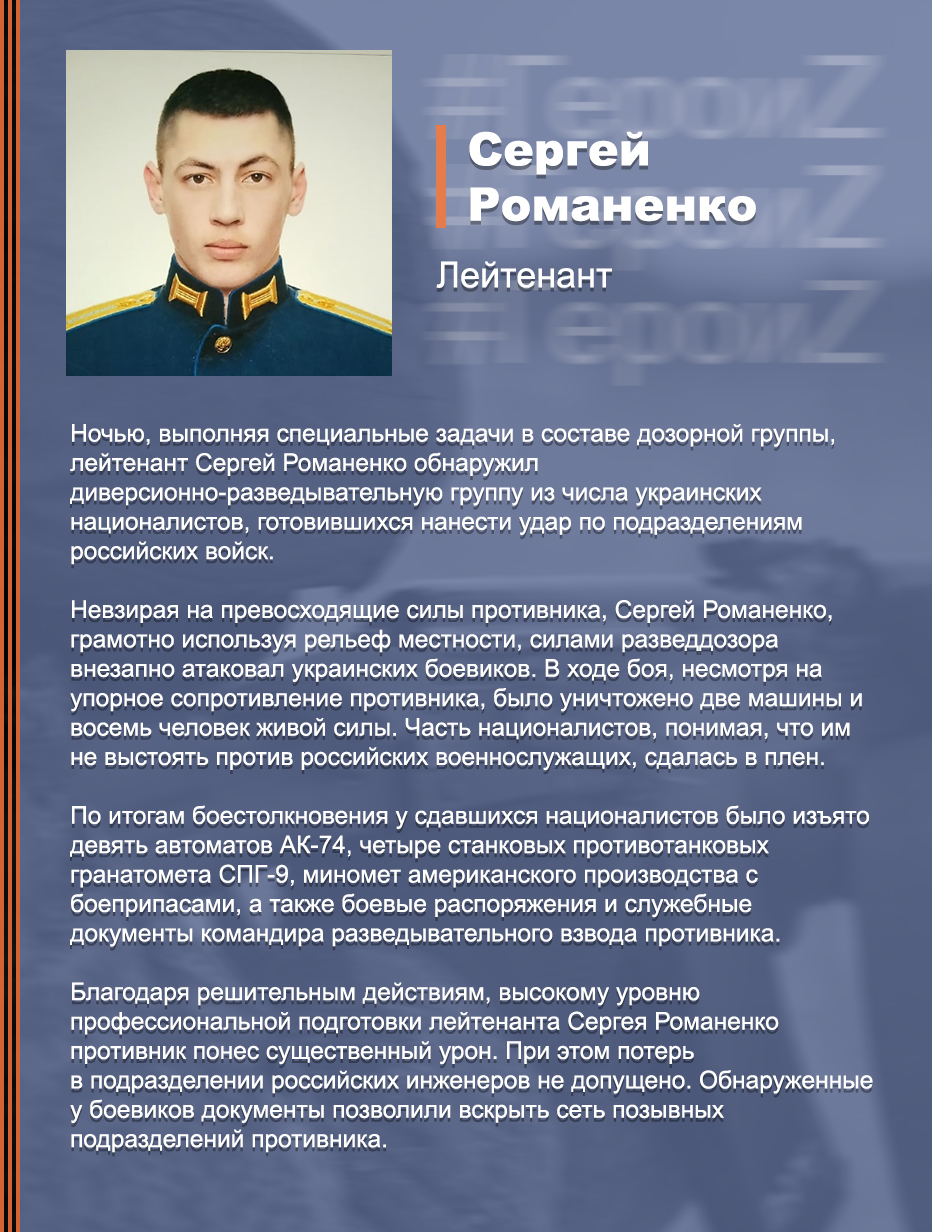 #ГероиZ
Сергей
#ГероиZ
Романенко
Лейтенант
#ГероиZ
Ночью, выполняя специальные задачи в составе дозорной группы,
лейтенант Сергей Романенко обнаружил
диверсионно-разведывательную группу из числа украинских
националистов, готовившихся нанести удар по подразделениям
российских войск.
Невзирая на превосходящие силы противника, Сергей Романенко,
грамотно используя рельеф местности, силами разведдозора
внезапно атаковал украинских боевиков. В ходе боя, несмотря на
упорное сопротивление противника, было уничтожено две машины и
восемь человек живой силы. Часть националистов, понимая, что им
не выстоять против российских военнослужащих, сдалась в плен.
По итогам боестолкновения у сдавшихся националистов было изъято
девять автоматов АК-74, четыре станковых противотанковых
гранатомета СПГ-9, миномет американского производства с
боеприпасами, а также боевые распоряжения и служебные
документы командира разведывательного взвода противника.
Благодаря решительным действиям, высокому уровню
профессиональной подготовки лейтенанта Сергея Романенко
противник понес существенный урон. При этом потерь
в подразделении российских инженеров не допущено. Обнаруженные
у боевиков документы позволили вскрыть сеть позывных
подразделений противника.